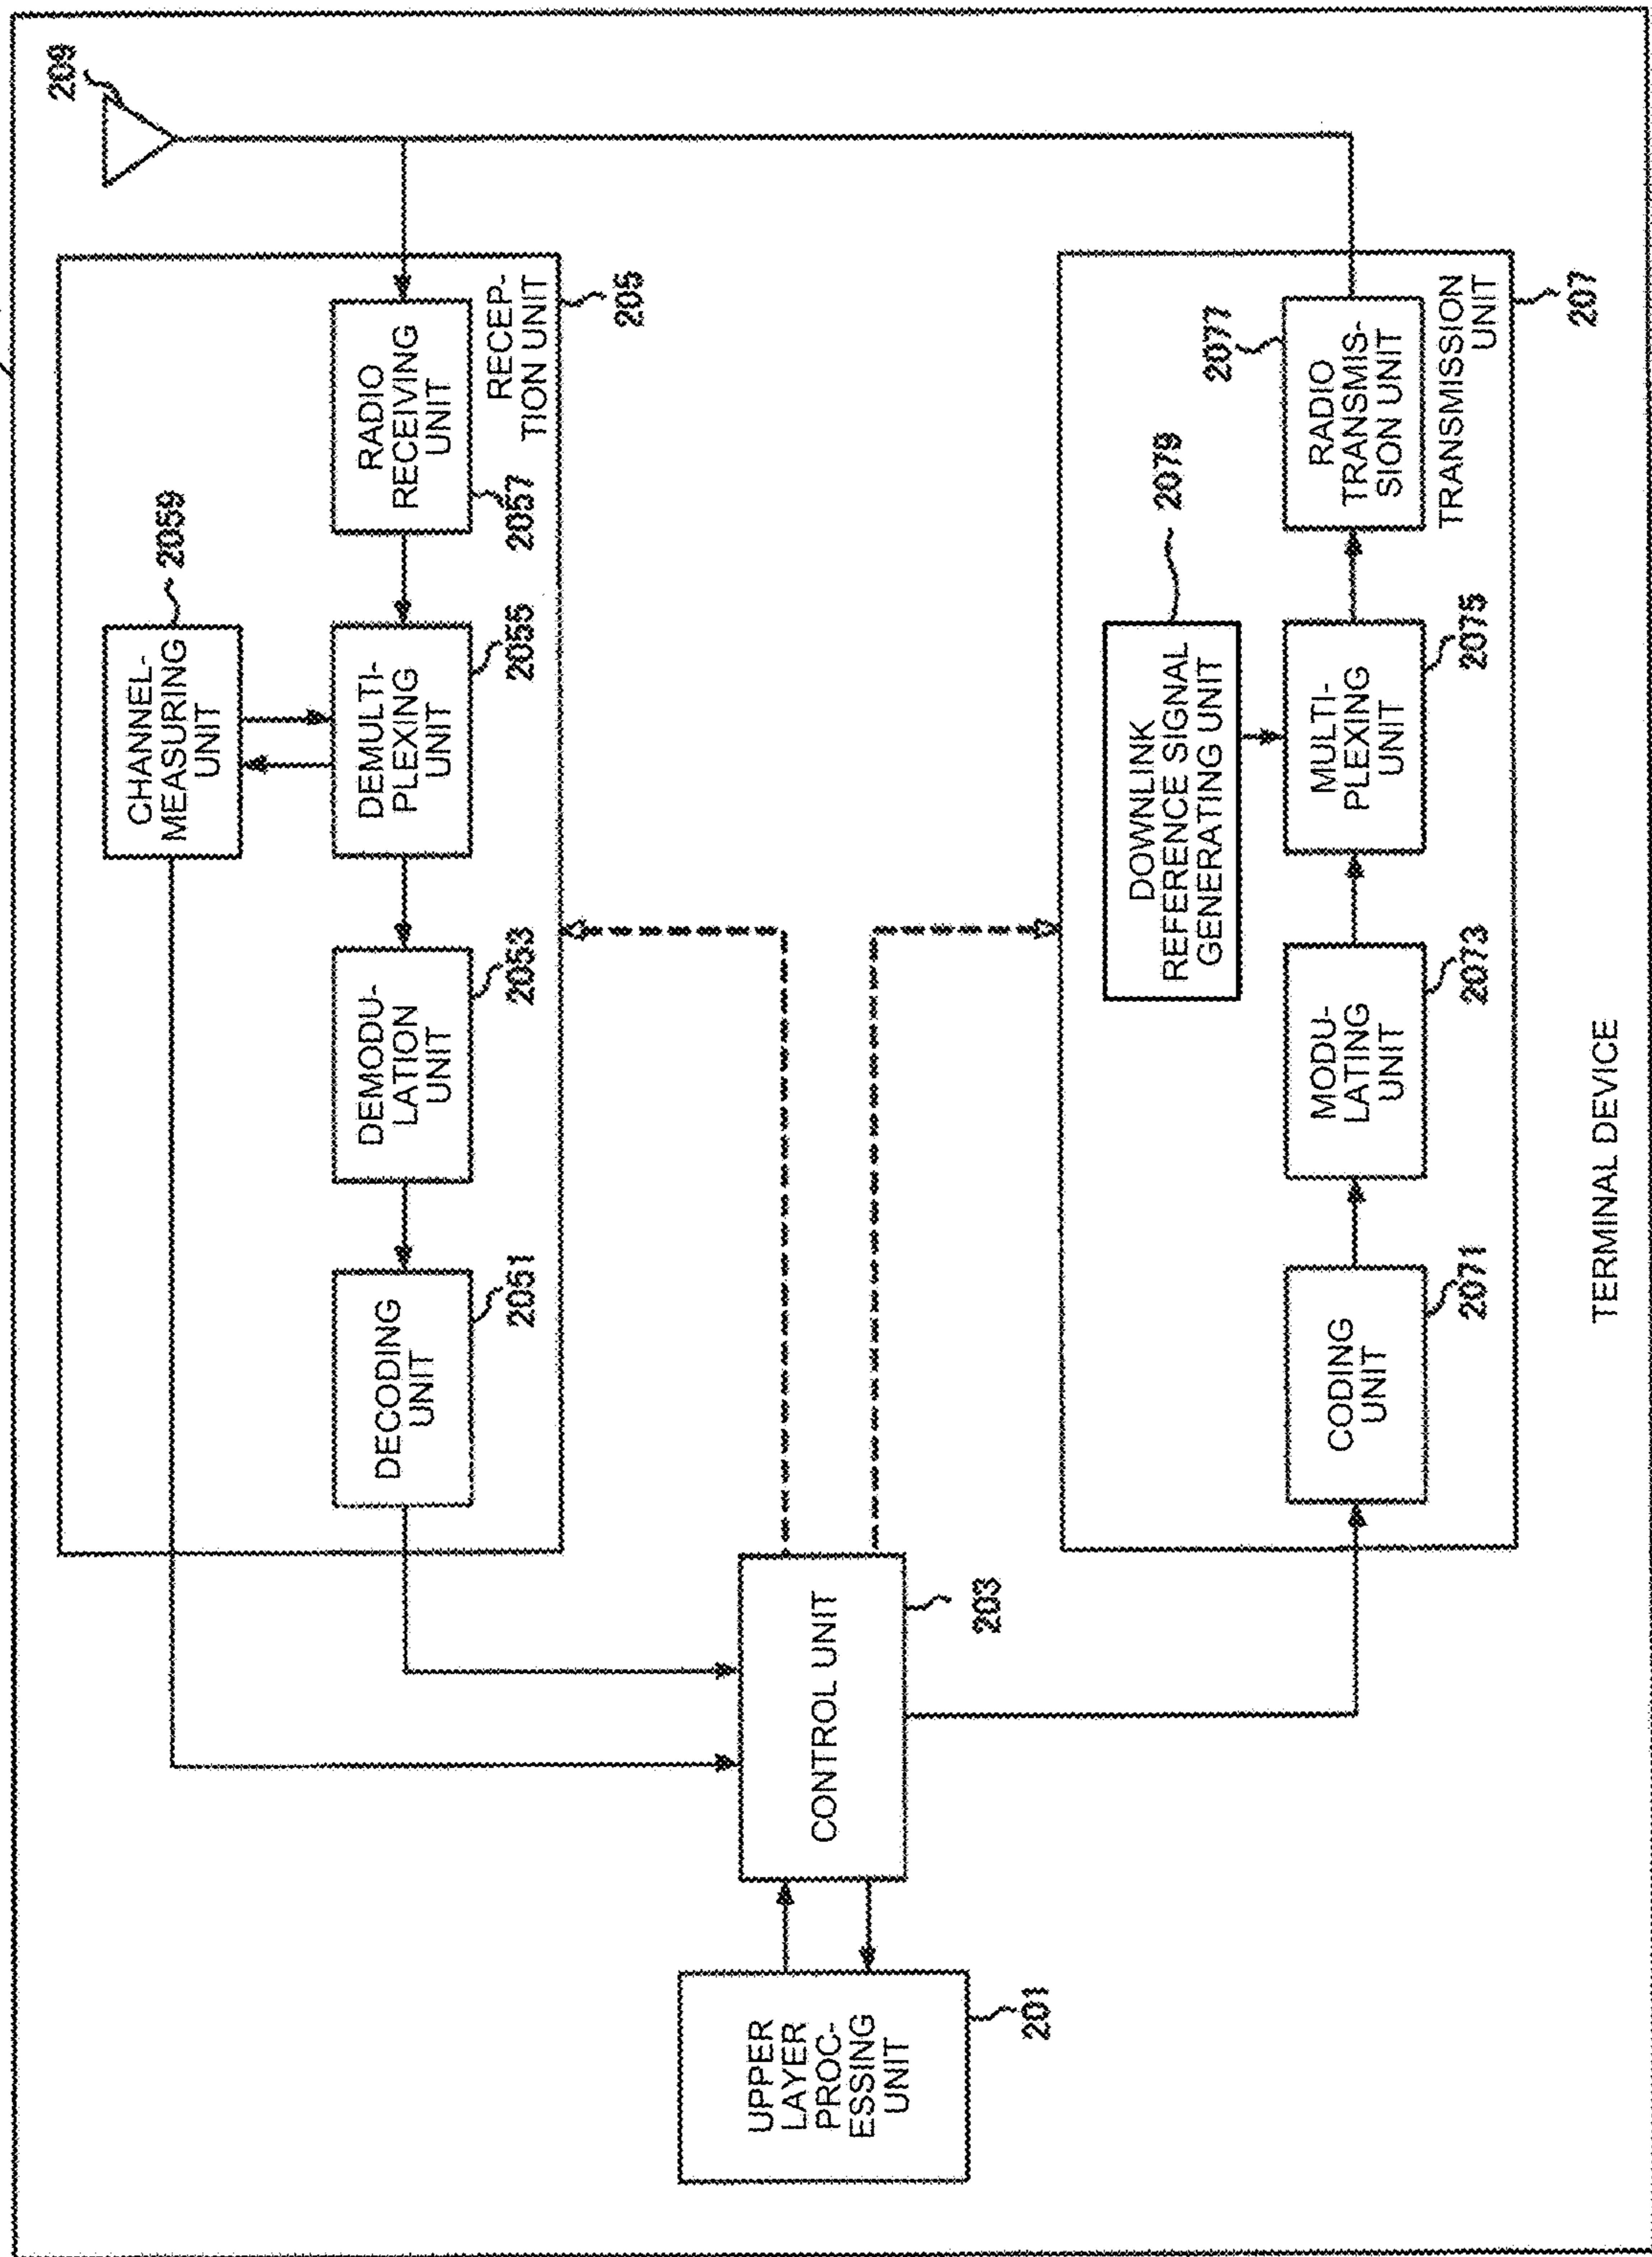 209
2059
CHANNEL-
MEASURING
UNIT
DECODING
UNIT
2051
DEMODU-
LATION
UNIT
2053
DEMULTI-
PLEXING
UNIT
2055
RADIO
RECEIVING
UNIT
2057
RECEP-
TION UNIT
205
UPPER
LAYER
PROC-
ESSING
UNIT
201
CONTROL UNIT
203
DOWNLINK
REFERENCE SIGNAL
GENERATING UNIT
2079
CODING
UNIT
2071
MODU-
LATING
UNIT
2073
MULTI-
PLEXING
UNIT
2075
2077
RADIO
TRANSMIS-
SION UNIT
TRANSMISSION
UNIT
207
TERMINAL DEVICE